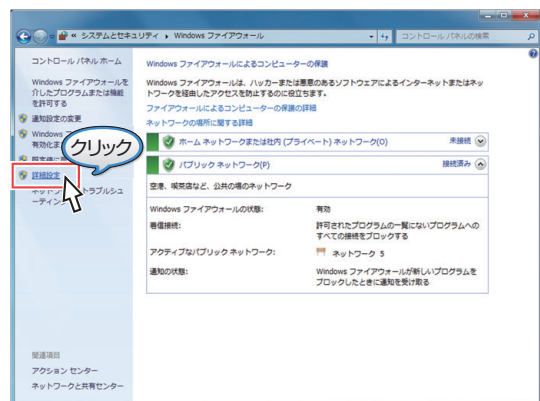 « システムとセキュリティ ▸ Windows ファイアウォール
コントロール パネルの検索
コントロール パネル ホーム
Windows ファイアウォールを
介したプログラムまたは機能
を許可する
通知設定の変更
Windows
有効化ま
クリック
詳細設定
トラブルシュ
ーティング
Windows ファイアウォールによるコンピューターの保護
Windows ファイアウォールは、ハッカーまたは悪意のあるソフトウェアによるインターネットまたはネッ
トワークを経由したアクセスを防止するのに役立ちます。
ファイアウォールによるコンピューターの保護の詳細
ネットワークの場所に関する詳細
ホーム ネットワークまたは社内 (プライベート) ネットワーク(O) 未接続
パブリック ネットワーク(P) 接続済み
空港、喫茶店など、公共の場のネットワーク
Windows ファイアウォールの状態: 有効
着信接続: 許可されたプログラムの一覧にないプログラムへの
すべての接続をブロックする
アクティブなパブリック ネットワーク: ネットワーク 5
通知の状態: Windows ファイアウォールが新しいプログラムを
ブロックしたときに通知を受け取る
関連項目
アクション センター
ネットワークと共有センター